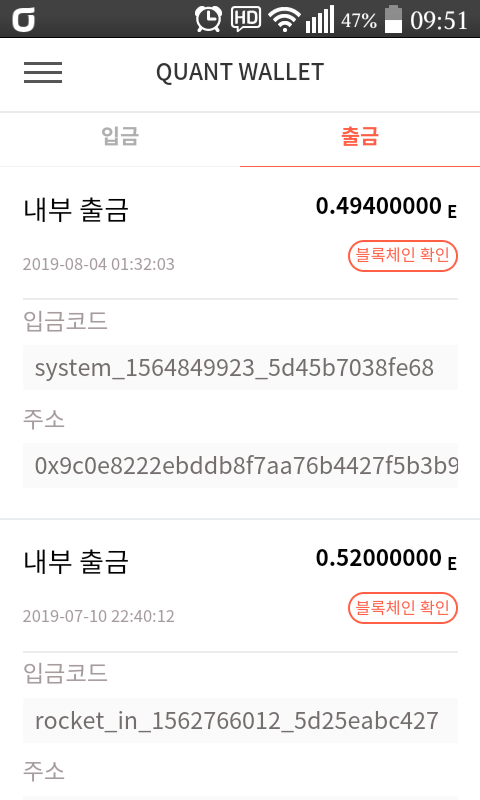 HD 47% 09:51
QUANT WALLET
입금 출금
내부 출금 0.49400000 E
2019-08-04 01:32:03 블록체인 확인
입금코드
system_1564849923_5d45b7038fe68
주소
0x9c0e8222ebddb8f7aa76b4427f5b3b9
내부 출금 0.52000000 E
2019-07-10 22:40:12 블록체인 확인
입금코드
rocket_in_1562766012_5d25eabc427
주소